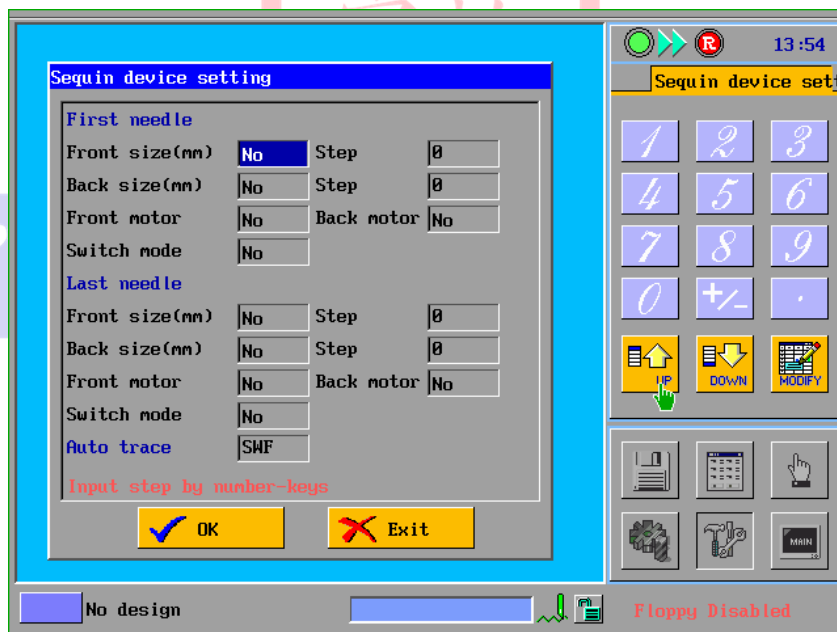 R 13:54
Sequin device setting
Sequin device set
First needle
Front size(mm) No Step 0
Back size(mm) No Step 0
Front motor No Back motor No
Switch mode No
Last needle
Front size(mm) No Step 0
Back size(mm) No Step 0
Front motor No Back motor No
Switch mode No
Auto trace SWF
Input step by number-keys
OK Exit
1 2 3
4 5 6
7 8 9
0 +/- .
UP DOWN MODIFY
MAIN
No design
Floppy Disabled